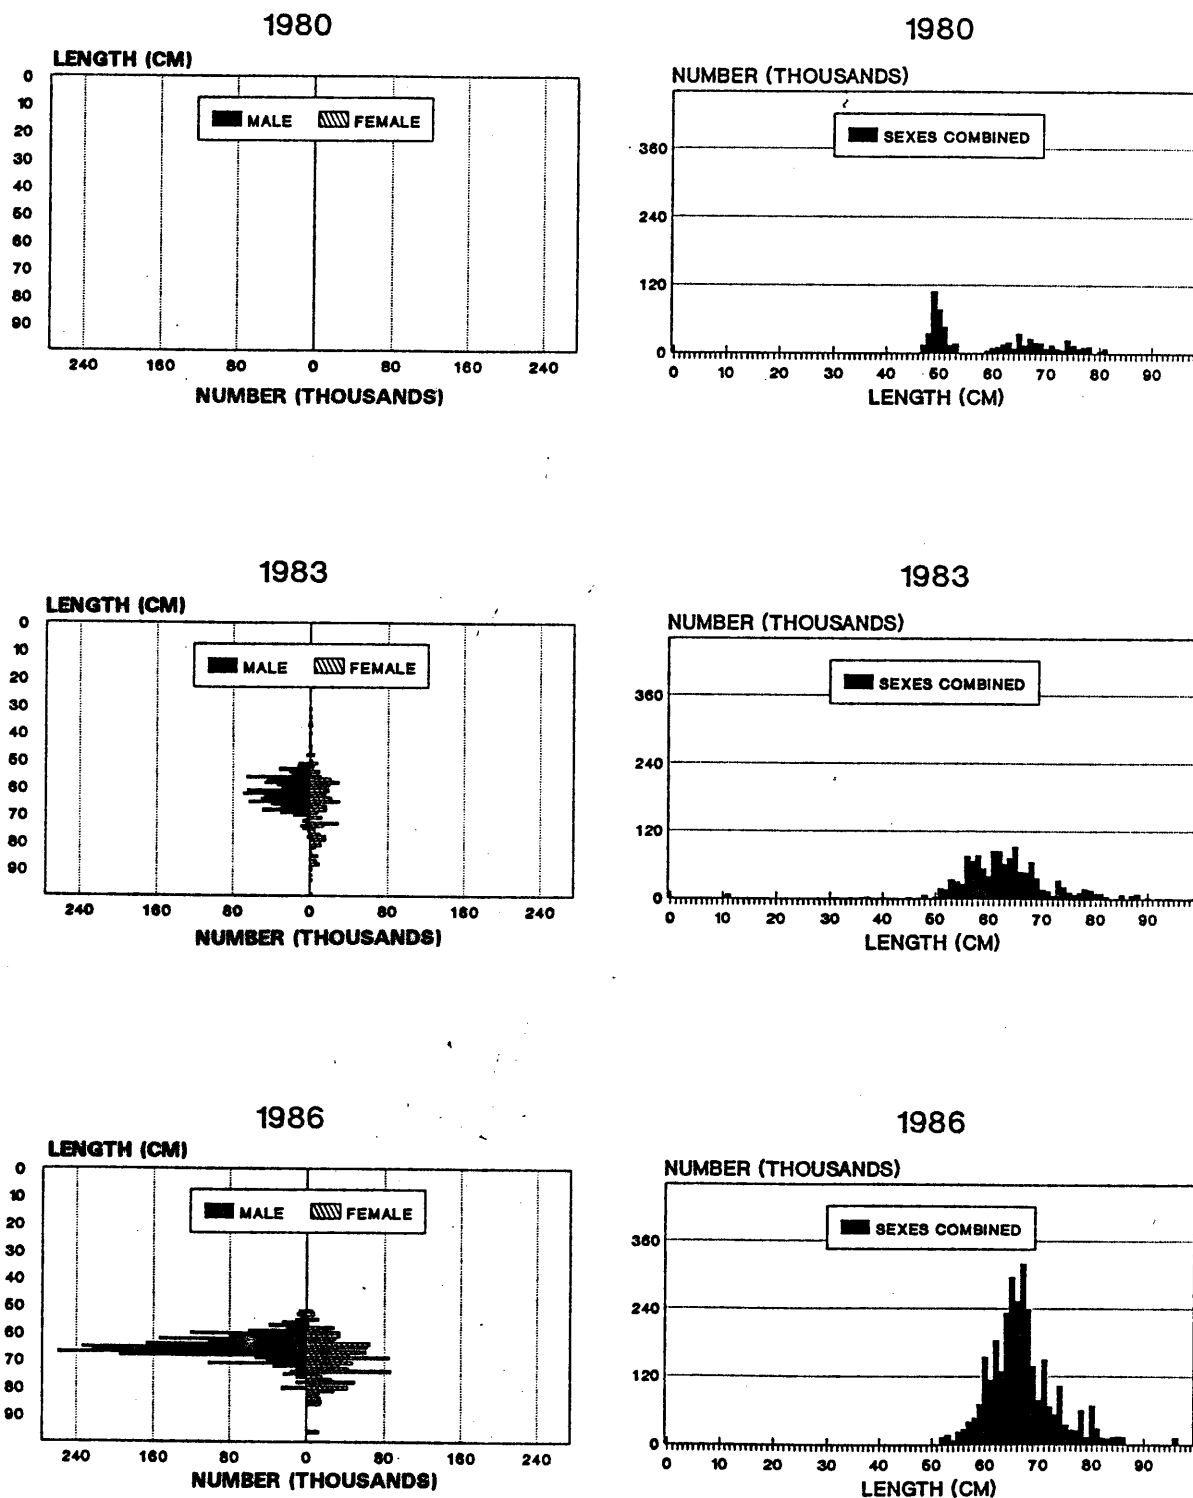 1980
LENGTH (CM)
0
10
20
30
40
50
60
70
80
90
MALE FEMALE
240 160 80 0 80 160 240
NUMBER (THOUSANDS)
1980
NUMBER (THOUSANDS)
SEXES COMBINED
360
240
120
0
0 10 20 30 40 50 60 70 80 90
LENGTH (CM)
1983
LENGTH (CM)
0
10
20
30
40
50
60
70
80
90
MALE FEMALE
240 160 80 0 80 160 240
NUMBER (THOUSANDS)
1983
NUMBER (THOUSANDS)
SEXES COMBINED
360
240
120
0
0 10 20 30 40 50 60 70 80 90
LENGTH (CM)
1986
LENGTH (CM)
0
10
20
30
40
50
60
70
80
90
MALE FEMALE
240 160 80 0 80 160 240
NUMBER (THOUSANDS)
1986
NUMBER (THOUSANDS)
SEXES COMBINED
360
240
120
0
0 10 20 30 40 50 60 70 80 90
LENGTH (CM)